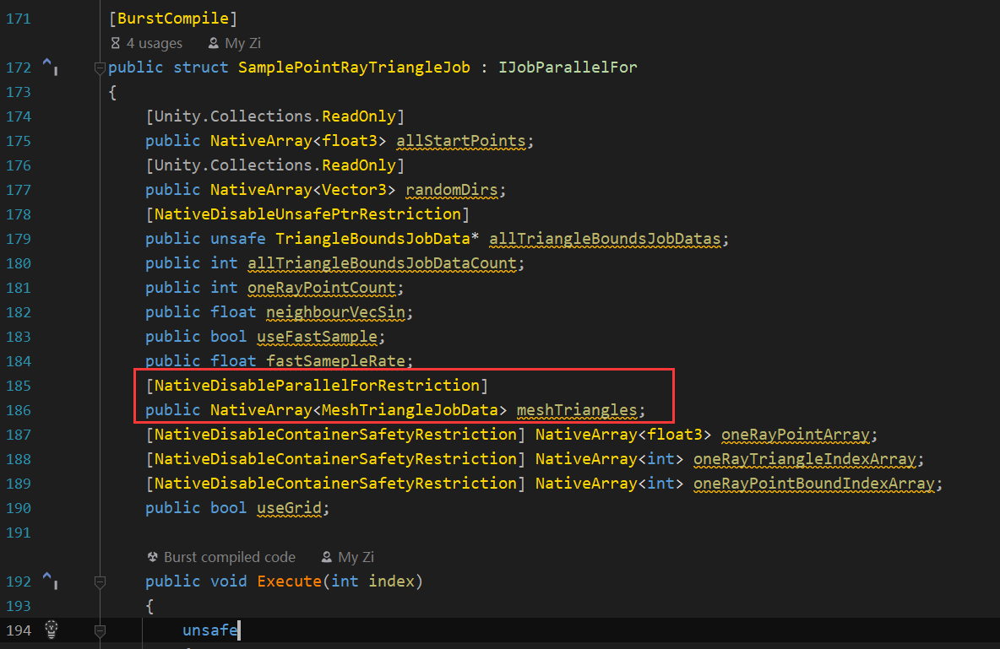 171 [BurstCompile]
4 usages My Zi
172 public struct SamplePointRayTriangleJob : IJobParallelFor
173 {
174 [Unity.Collections.ReadOnly]
175 public NativeArray<float3> allStartPoints;
176 [Unity.Collections.ReadOnly]
177 public NativeArray<Vector3> randomDirs;
178 [NativeDisableUnsafePtrRestriction]
179 public unsafe TriangleBoundsJobData* allTriangleBoundsJobDatas;
180 public int allTriangleBoundsJobDataCount;
181 public int oneRayPointCount;
182 public float neighbourVecSin;
183 public bool useFastSample;
184 public float fastSamepleRate;
185 [NativeDisableParallelForRestriction]
186 public NativeArray<MeshTriangleJobData> meshTriangles;
187 [NativeDisableContainerSafetyRestriction] NativeArray<float3> oneRayPointArray;
188 [NativeDisableContainerSafetyRestriction] NativeArray<int> oneRayTriangleIndexArray;
189 [NativeDisableContainerSafetyRestriction] NativeArray<int> oneRayPointBoundIndexArray;
190 public bool useGrid;
191
Burst compiled code My Zi
192 public void Execute(int index)
193 {
194 unsafe